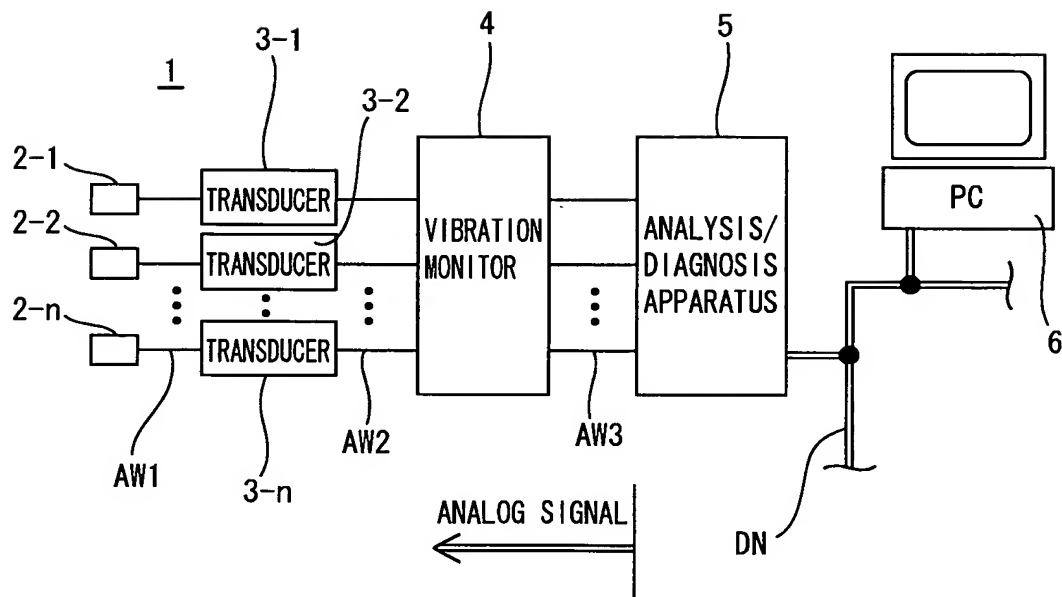 1
3-1
3-2
4
5
2-1
TRANSDUCER
2-2
TRANSDUCER
2-n
TRANSDUCER
VIBRATION
MONITOR
ANALYSIS/
DIAGNOSIS
APPARATUS
PC
6
AW1
3-n
AW2
AW3
DN
ANALOG SIGNAL